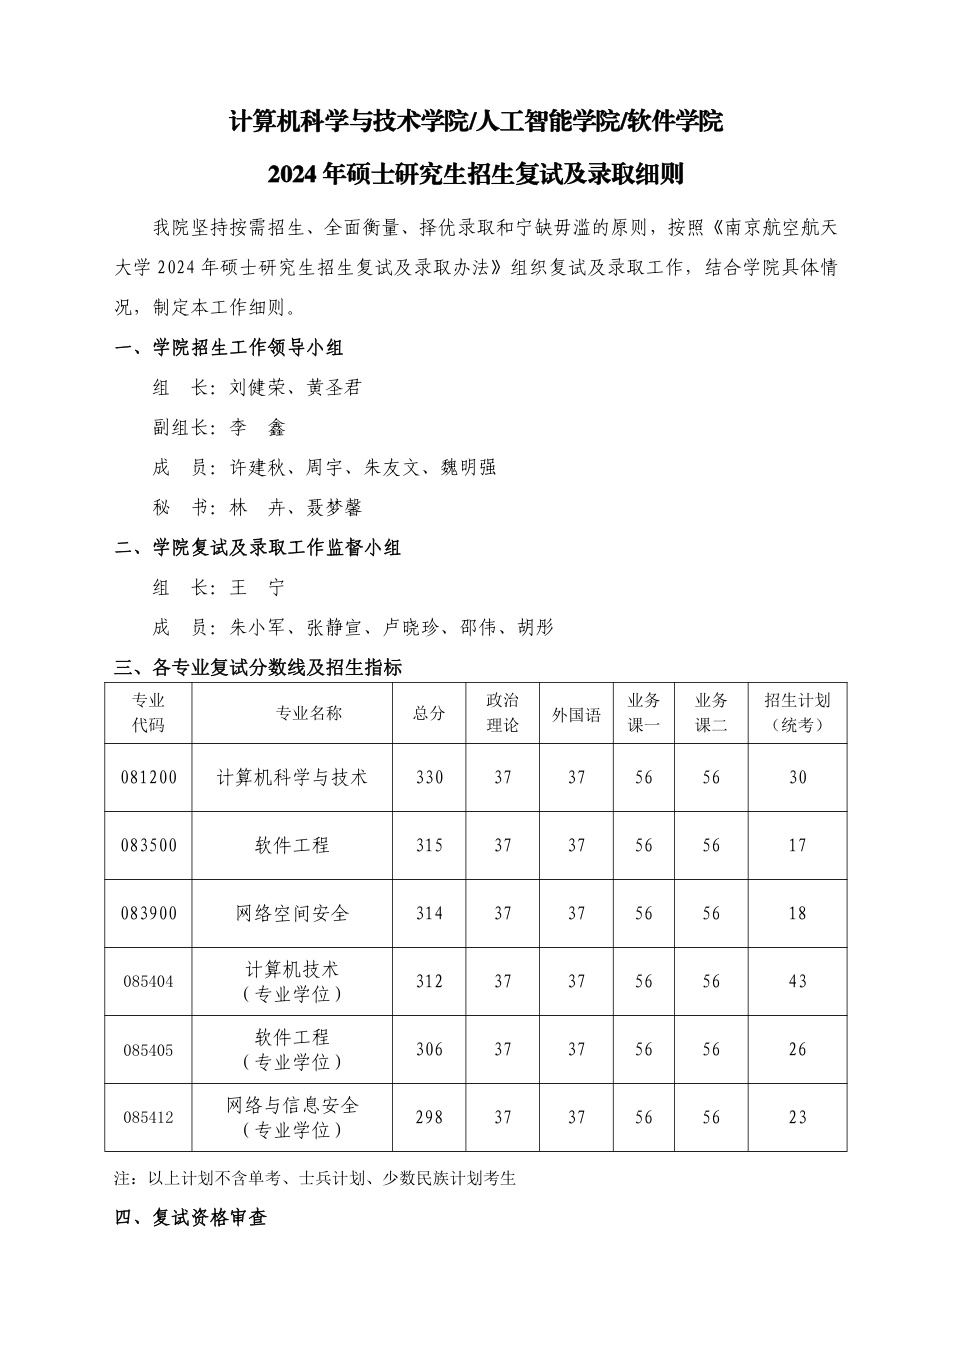 计算机科学与技术学院/人工智能学院/软件学院
2024 年硕士研究生招生复试及录取细则
我院坚持按需招生、全面衡量、择优录取和宁缺毋滥的原则，按照《南京航空航天
大学 2024 年硕士研究生招生复试及录取办法》组织复试及录取工作，结合学院具体情
况，制定本工作细则。
一、学院招生工作领导小组
组　长：刘健荣、黄圣君
副组长：李　鑫
成　员：许建秋、周宇、朱友文、魏明强
秘　书：林　卉、聂梦馨
二、学院复试及录取工作监督小组
组　长：王　宁
成　员：朱小军、张静宣、卢晓珍、邵伟、胡彤
三、各专业复试分数线及招生指标
专业代码 专业名称 总分 政治理论 外国语 业务课一 业务课二 招生计划（统考）
081200 计算机科学与技术 330 37 37 56 56 30
083500 软件工程 315 37 37 56 56 17
083900 网络空间安全 314 37 37 56 56 18
085404 计算机技术（专业学位） 312 37 37 56 56 43
085405 软件工程（专业学位） 306 37 37 56 56 26
085412 网络与信息安全（专业学位） 298 37 37 56 56 23
注：以上计划不含单考、士兵计划、少数民族计划考生
四、复试资格审查